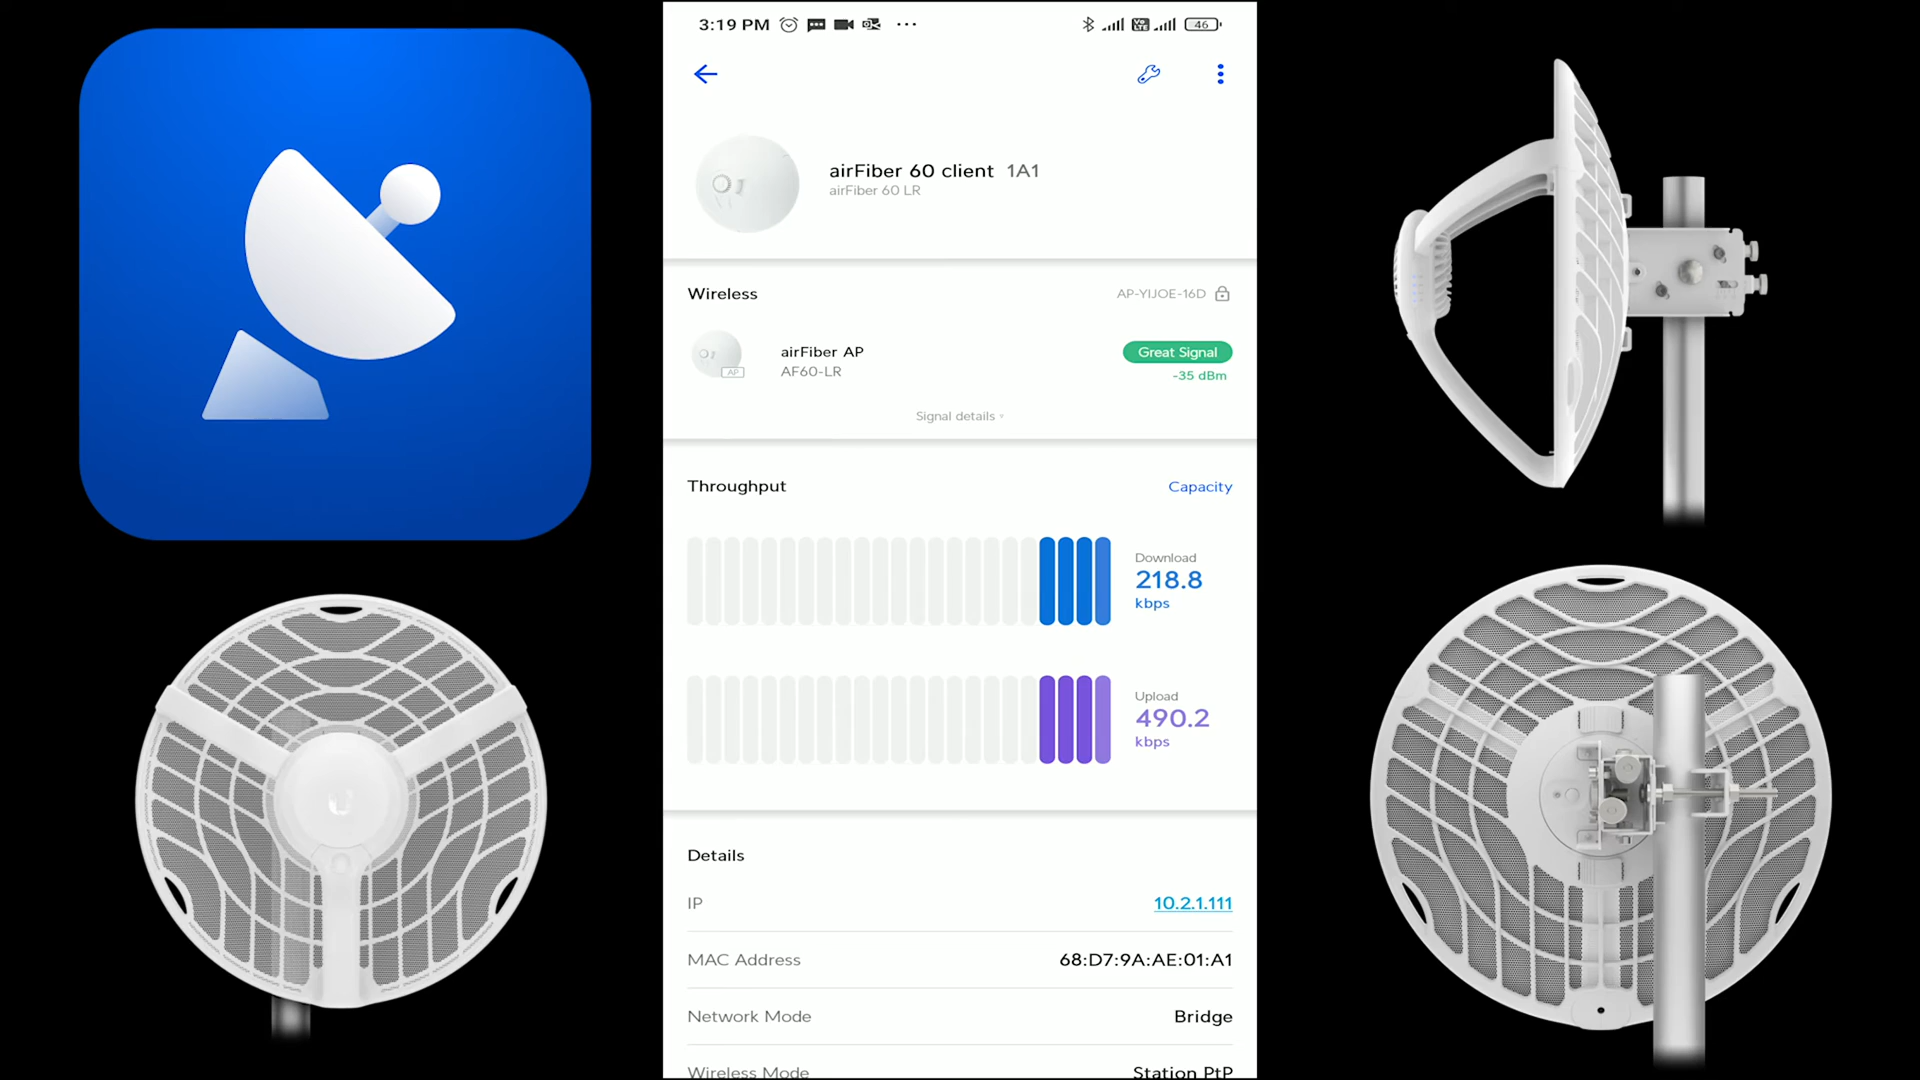 3:19 PM
46
airFiber 60 client 1A1
airFiber 60 LR
Wireless
AP-YIJOE-16D
airFiber AP
AP
AF60-LR
Great Signal
-35 dBm
Signal details
Throughput
Capacity
Download
218.8
kbps
Upload
490.2
kbps
Details
IP
10.2.1.111
MAC Address
68:D7:9A:AE:01:A1
Network Mode
Bridge
Wireless Mode
Station PtP